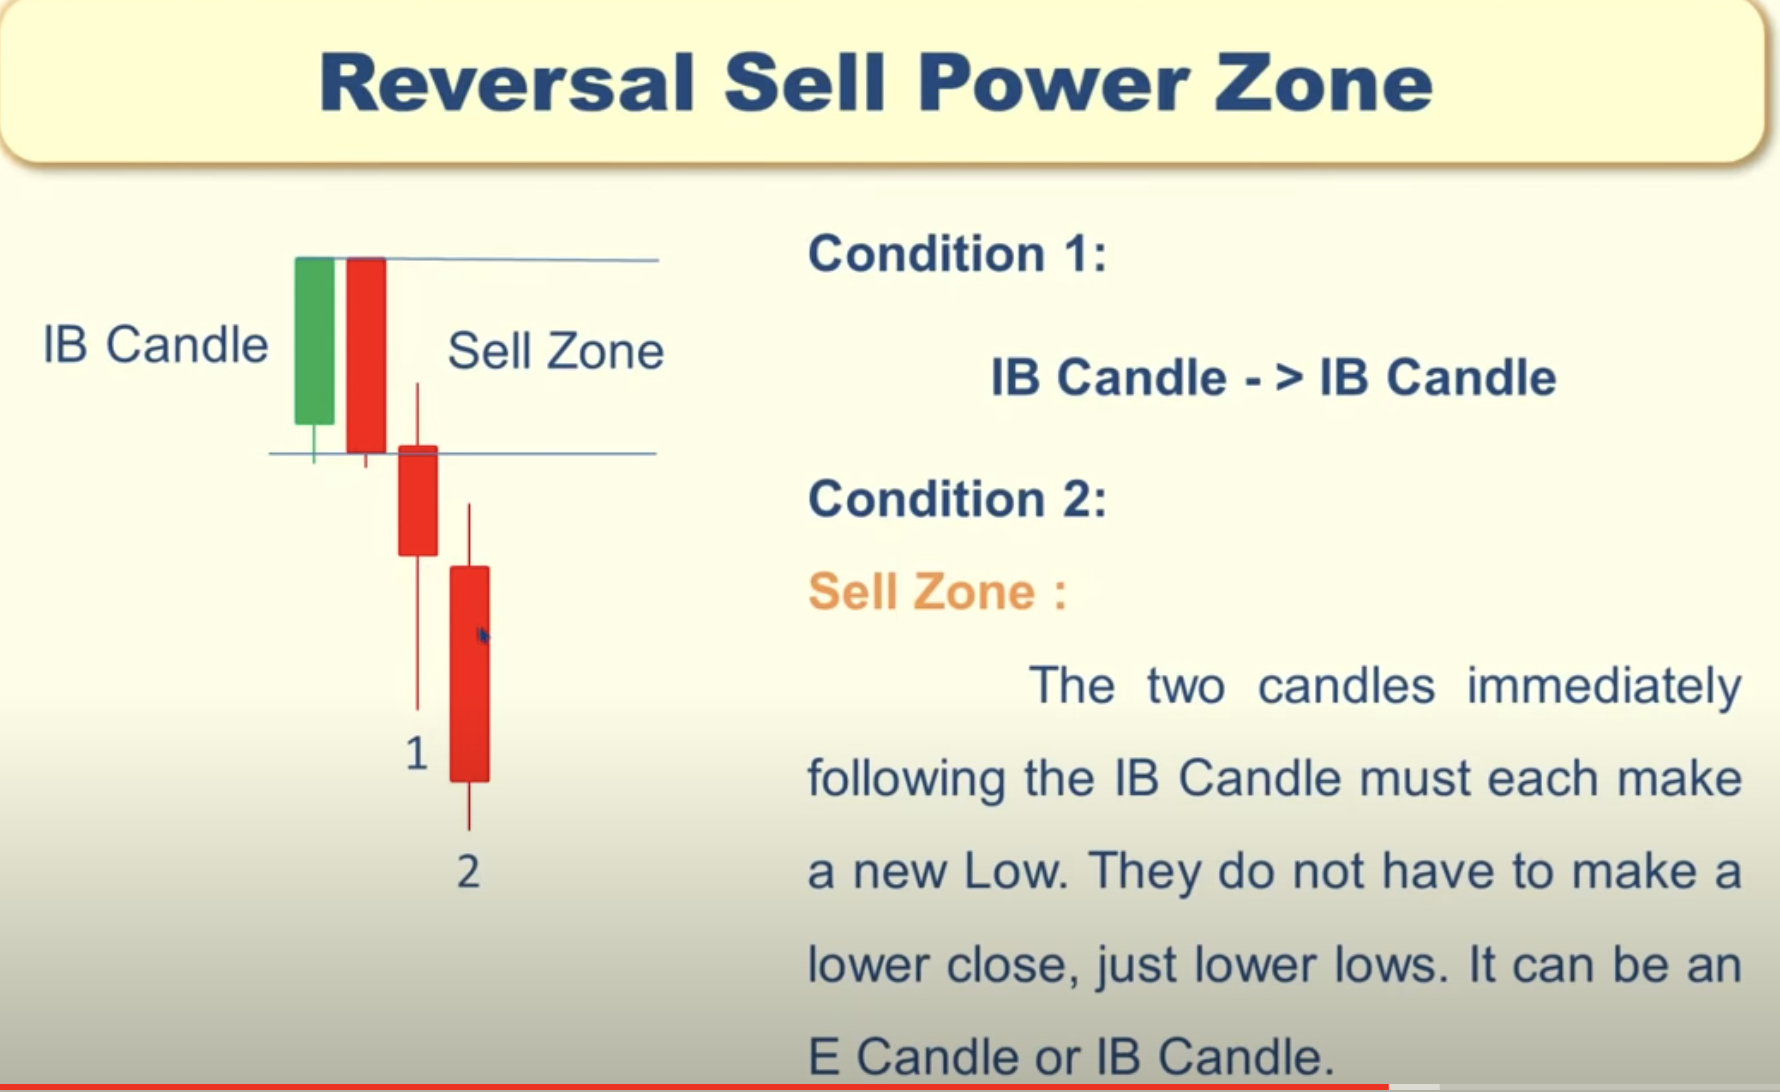 Reversal Sell Power Zone
IB Candle
Sell Zone
1
2
Condition 1:
IB Candle - > IB Candle
Condition 2:
Sell Zone :
The two candles immediately
following the IB Candle must each make
a new Low. They do not have to make a
lower close, just lower lows. It can be an
E Candle or IB Candle.